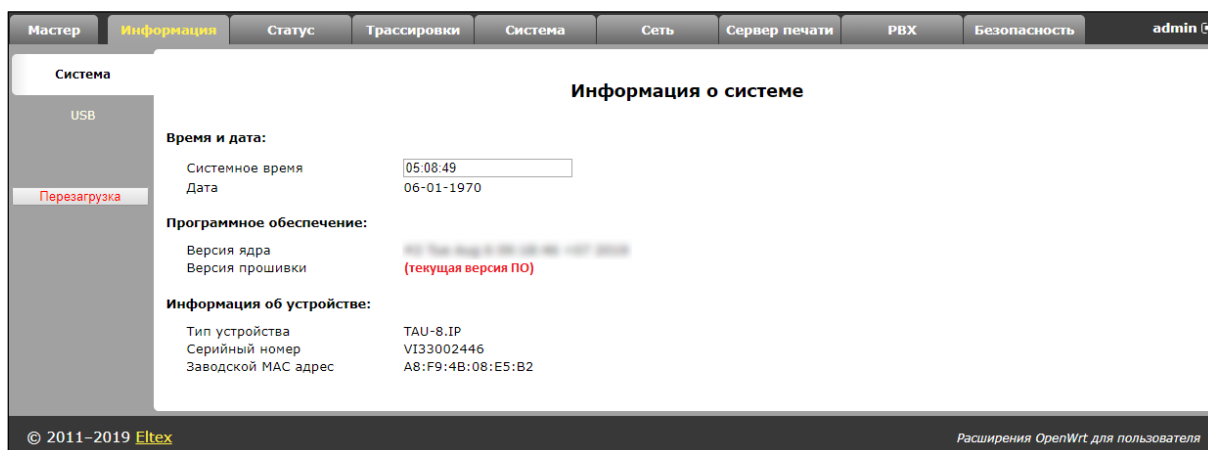 Мастер Информация Статус Трассировки Система Сеть Сервер печати PBX Безопасность admin
Система
USB
Перезагрузка
Информация о системе
Время и дата:
Системное время 05:08:49
Дата 06-01-1970
Программное обеспечение:
Версия ядра
Версия прошивки (текущая версия ПО)
Информация об устройстве:
Тип устройства TAU-8.IP
Серийный номер VI33002446
Заводской MAC адрес A8:F9:4B:08:E5:B2
© 2011–2019 Eltex
Расширения OpenWrt для пользователя